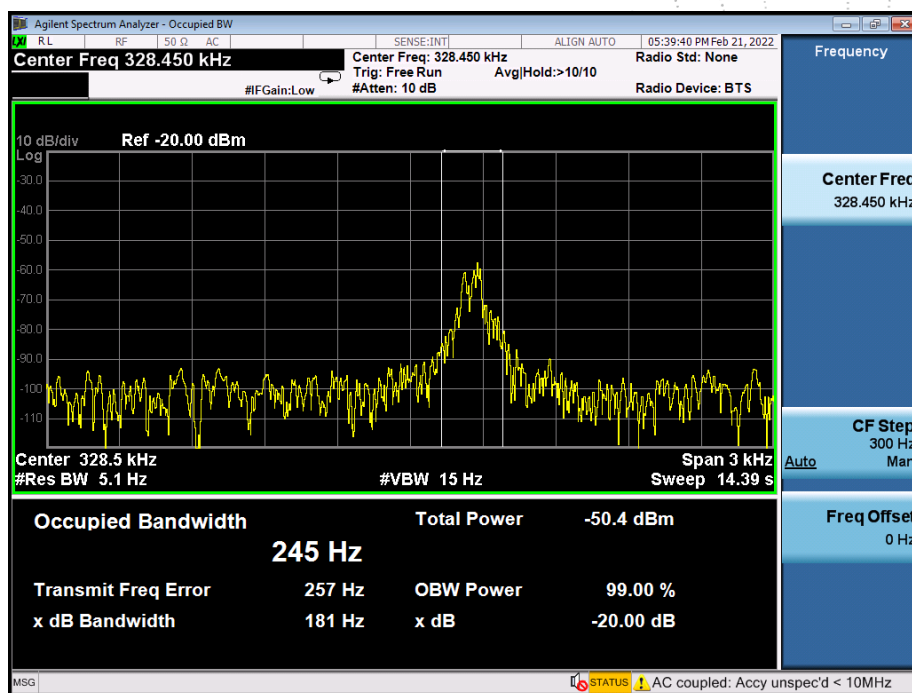 Agilent Spectrum Analyzer - Occupied BW
LXI RL RF 50 Ω AC SENSE:INT ALIGN AUTO 05:39:40 PM Feb 21, 2022
Center Freq 328.450 kHz
Center Freq: 328.450 kHz Radio Std: None
Trig: Free Run Avg|Hold:>10/10
#IFGain:Low #Atten: 10 dB Radio Device: BTS
10 dB/div Ref -20.00 dBm
Log
-30.0
-40.0
-50.0
-60.0
-70.0
-80.0
-90.0
-100
-110
Center 328.5 kHz Span 3 kHz
#Res BW 5.1 Hz #VBW 15 Hz Sweep 14.39 s
Occupied Bandwidth Total Power -50.4 dBm
245 Hz
Transmit Freq Error 257 Hz OBW Power 99.00 %
x dB Bandwidth 181 Hz x dB -20.00 dB
Frequency
Center Freq
328.450 kHz
CF Step
300 Hz
Auto Man
Freq Offset
0 Hz
MSG STATUS AC coupled: Accy unspec'd < 10MHz